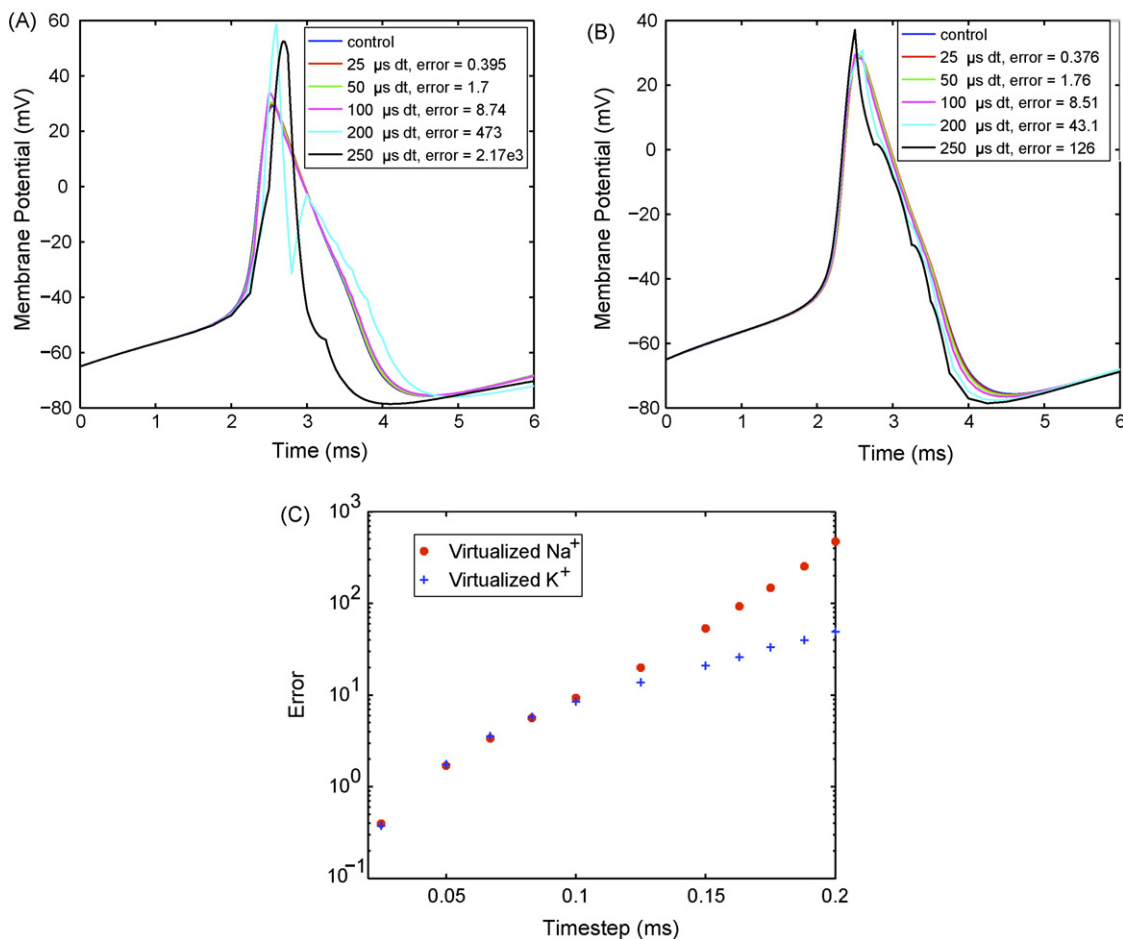 (A)
60
40
20
0
−20
−40
−60
−80
Membrane Potential (mV)
control
25 µs dt, error = 0.395
50 µs dt, error = 1.7
100 µs dt, error = 8.74
200 µs dt, error = 473
250 µs dt, error = 2.17e3
0 1 2 3 4 5 6
Time (ms)
(B)
40
20
0
−20
−40
−60
−80
Membrane Potential (mV)
control
25 µs dt, error = 0.376
50 µs dt, error = 1.76
100 µs dt, error = 8.51
200 µs dt, error = 43.1
250 µs dt, error = 126
0 1 2 3 4 5 6
Time (ms)
(C)
10³
10²
10¹
10⁰
10⁻¹
Error
Virtualized Na⁺
Virtualized K⁺
0.05 0.1 0.15 0.2
Timestep (ms)